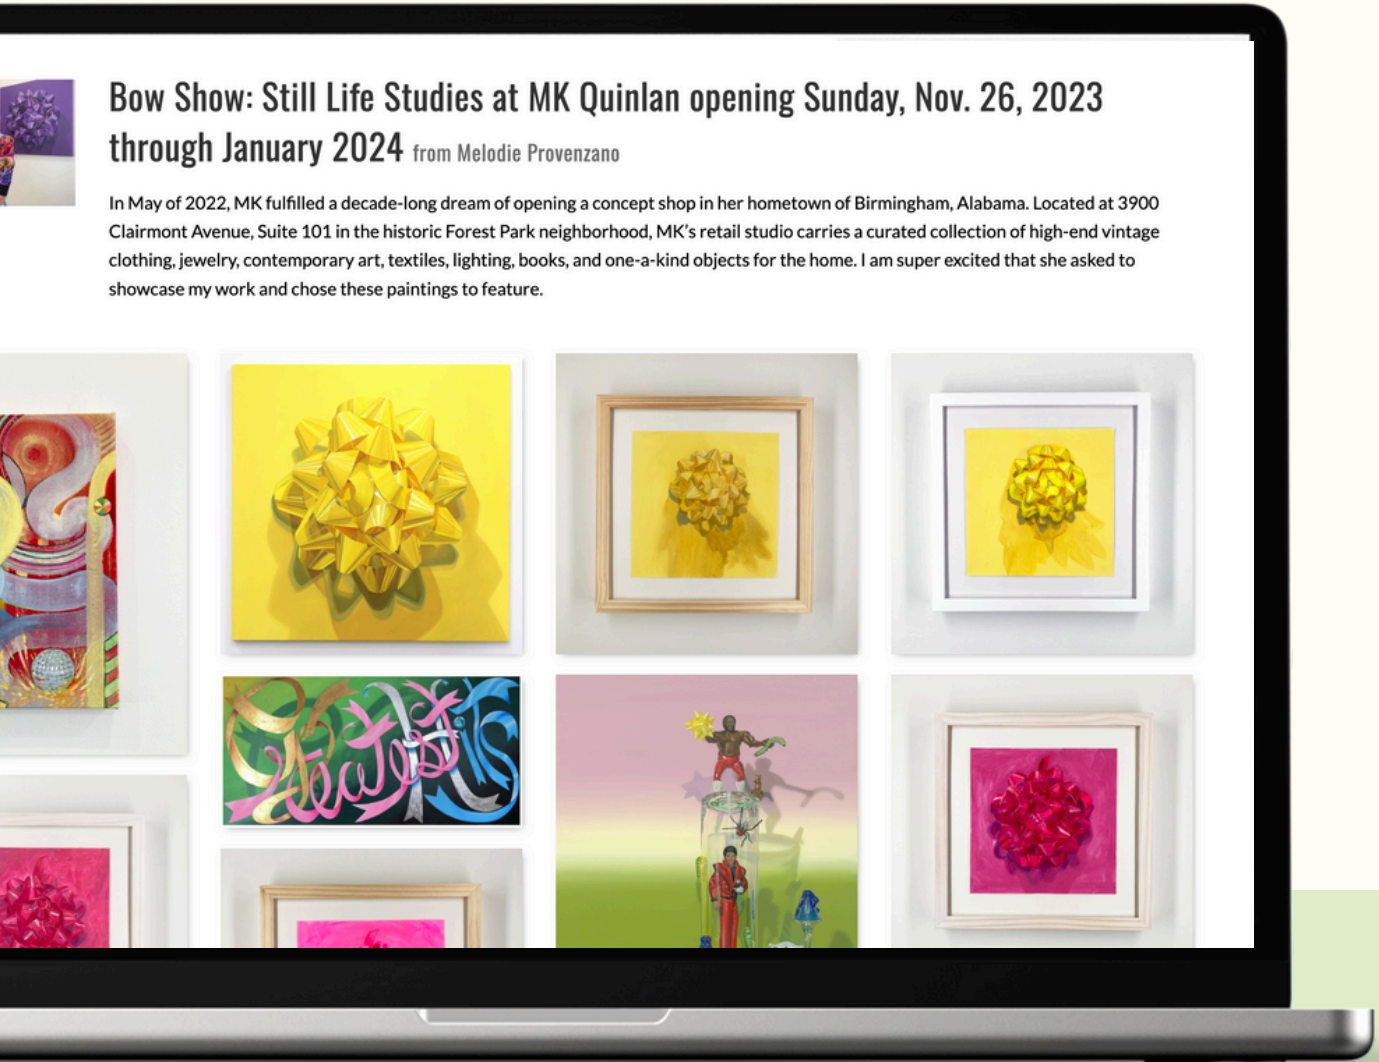 Bow Show: Still Life Studies at MK Quinlan opening Sunday, Nov. 26, 2023
through January 2024 from Melodie Provenzano
In May of 2022, MK fulfilled a decade-long dream of opening a concept shop in her hometown of Birmingham, Alabama. Located at 3900
Clairmont Avenue, Suite 101 in the historic Forest Park neighborhood, MK’s retail studio carries a curated collection of high-end vintage
clothing, jewelry, contemporary art, textiles, lighting, books, and one-a-kind objects for the home. I am super excited that she asked to
showcase my work and chose these paintings to feature.
Greatest Hits